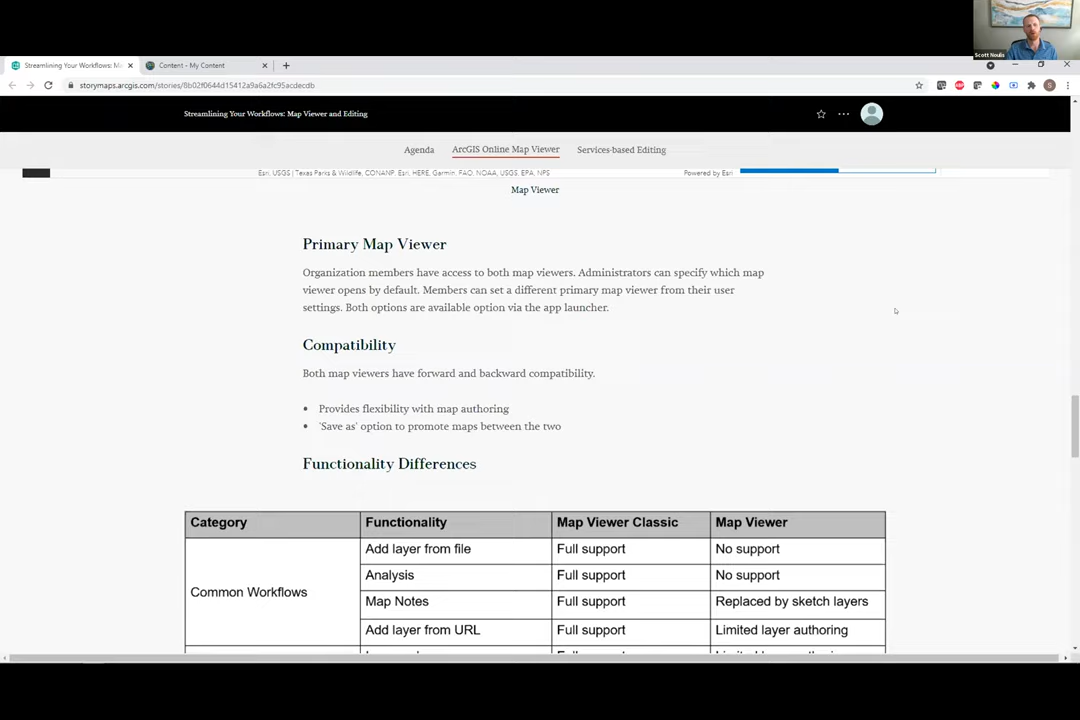 Scott Noulis
Streamlining Your Workflows: Ma
Content - My Content
storymaps.arcgis.com/stories/8b02f0644d15412a9a6a2fc95acdecdb
S
Streamlining Your Workflows: Map Viewer and Editing
Agenda ArcGIS Online Map Viewer Services-based Editing
Esri, USGS | Texas Parks & Wildlife, CONANP, Esri, HERE, Garmin, FAO, NOAA, USGS, EPA, NPS Powered by Esri
Map Viewer
Primary Map Viewer
Organization members have access to both map viewers. Administrators can specify which map
viewer opens by default. Members can set a different primary map viewer from their user
settings. Both options are available option via the app launcher.
Compatibility
Both map viewers have forward and backward compatibility.
• Provides flexibility with map authoring
• 'Save as' option to promote maps between the two
Functionality Differences
Category Functionality Map Viewer Classic Map Viewer
Common Workflows
Add layer from file Full support No support
Analysis Full support No support
Map Notes Full support Replaced by sketch layers
Add layer from URL Full support Limited layer authoring